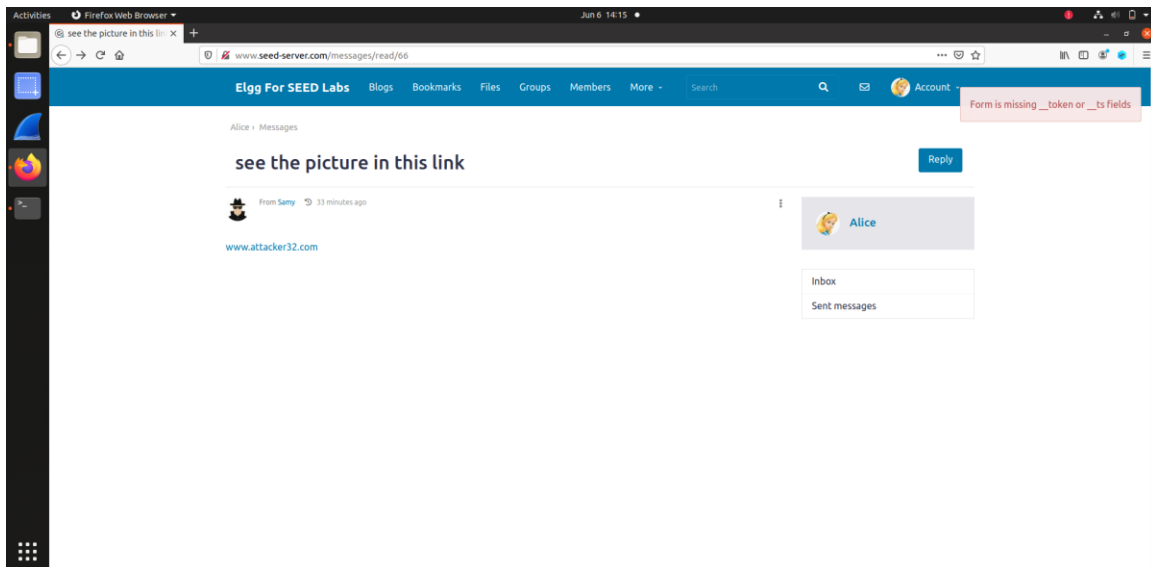 Activities Firefox Web Browser Jun 6 14:15
see the picture in this lin
www.seed-server.com/messages/read/66
Elgg For SEED Labs Blogs Bookmarks Files Groups Members More Search Account
Form is missing __token or __ts fields
Alice › Messages
see the picture in this link Reply
From Samy 33 minutes ago
Alice
www.attacker32.com
Inbox
Sent messages